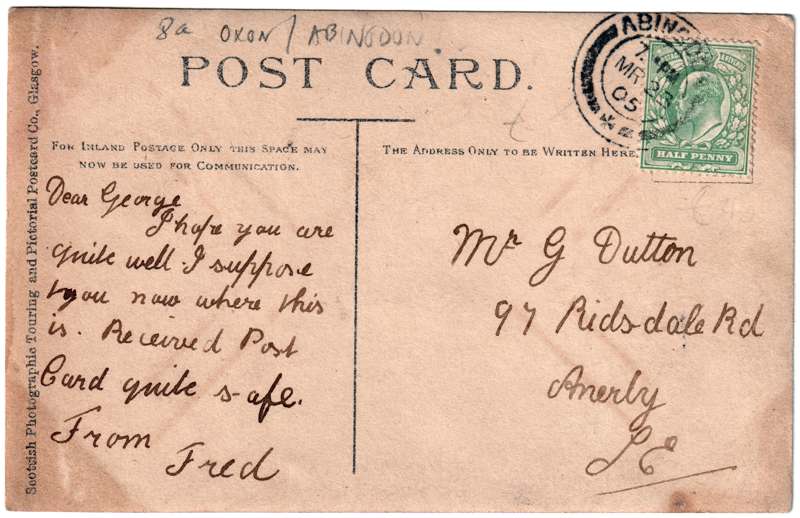 8a OXON / ABINGDON
POST CARD.
FOR INLAND POSTAGE ONLY THIS SPACE MAY
NOW BE USED FOR COMMUNICATION.
THE ADDRESS ONLY TO BE WRITTEN HERE.
ABINGDON
MR
05
HALF PENNY
Scottish Photographic Touring and Pictorial Postcard Co., Glasgow.
Dear George
I hope you are
quite well. I suppose
you now where this
is. Received Post
Card quite safe.
From
Fred
Mr G Dutton
97 Ridsdale Rd
Anerly
SE